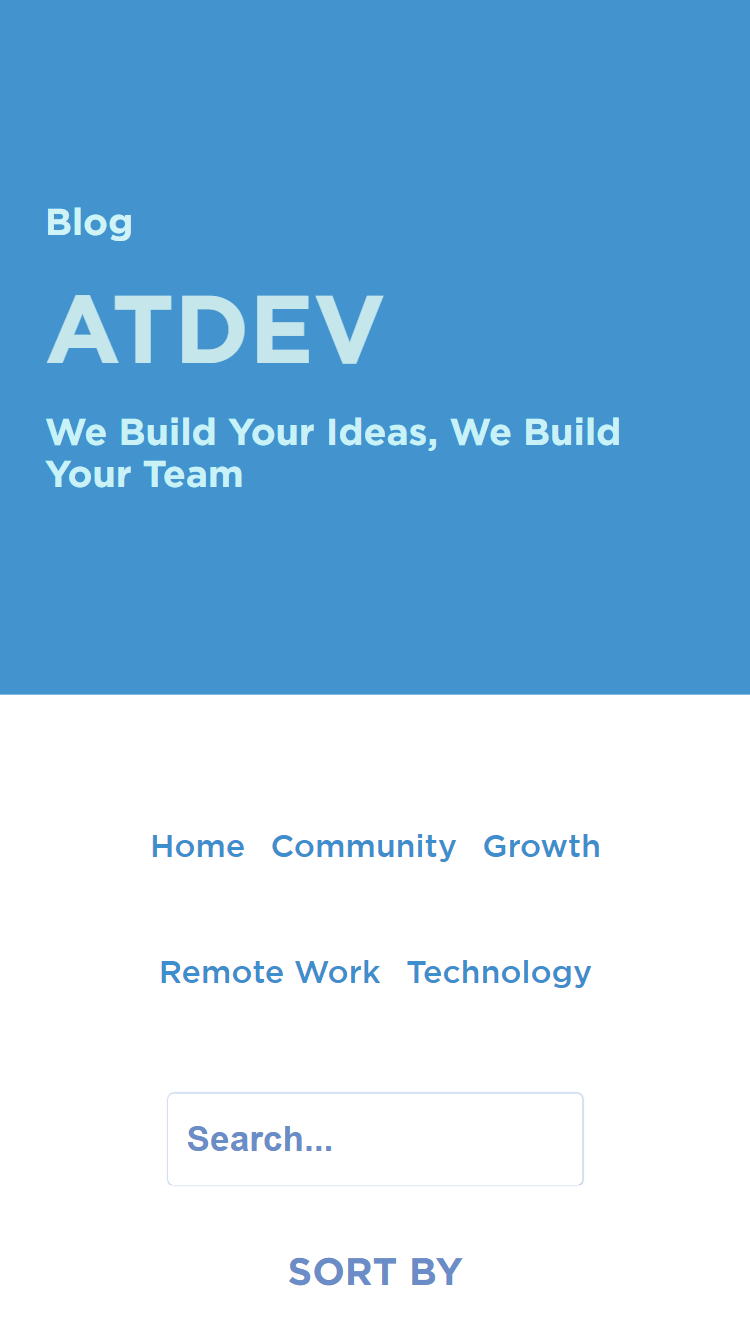 Blog
ATDEV
We Build Your Ideas, We Build
Your Team
Home Community Growth
Remote Work Technology
Search...
SORT BY